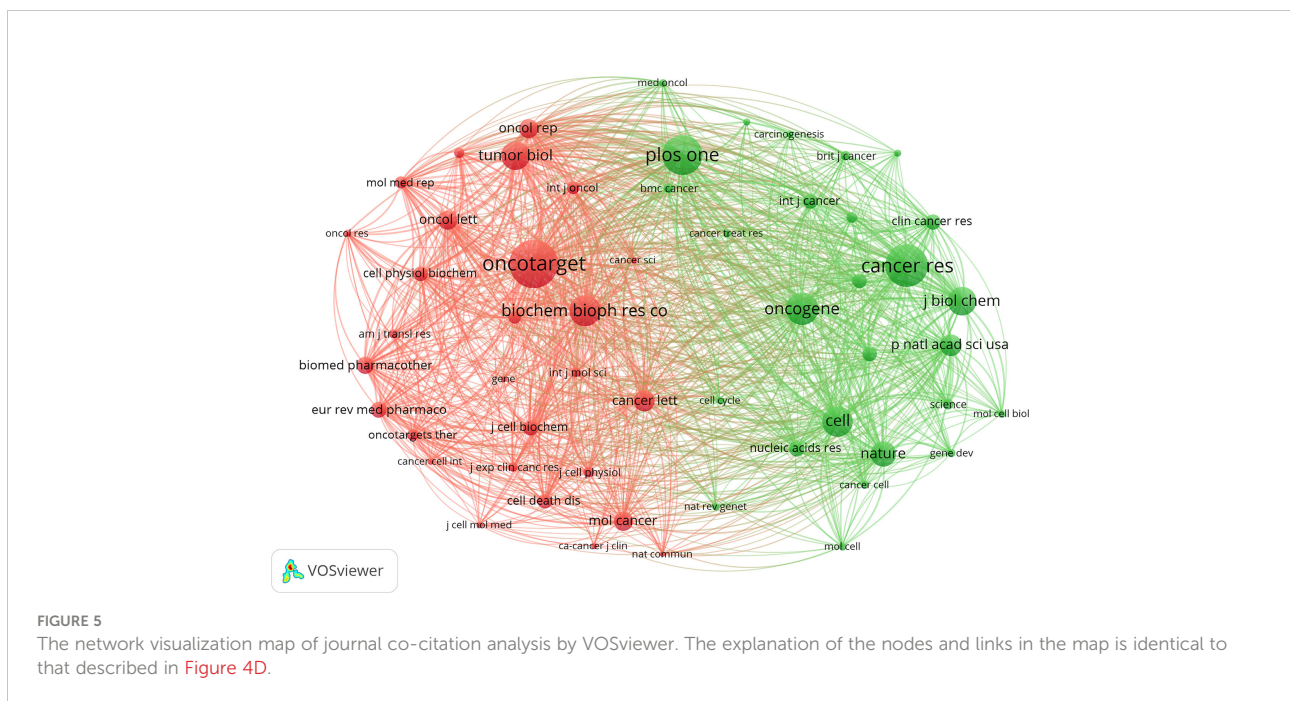 med oncol
oncol rep
carcinogenesis
tumor biol
plos one
brit j cancer
mol med rep
int j oncol
bmc cancer
int j cancer
oncol lett
clin cancer res
oncol res
cancer treat res
cancer sci
oncotarget
cancer res
cell physiol biochem
j biol chem
biochem bioph res co
oncogene
am j transl res
p natl acad sci usa
biomed pharmacother
gene
int j mol sci
cancer lett
cell cycle
science
eur rev med pharmaco
mol cell biol
j cell biochem
cell
oncotargets ther
nucleic acids res
nature
gene dev
cancer cell int
j exp clin canc res
j cell physiol
cancer cell
cell death dis
nat rev genet
j cell mol med
mol cancer
ca-cancer j clin
nat commun
mol cell
VOSviewer
FIGURE 5
The network visualization map of journal co-citation analysis by VOSviewer. The explanation of the nodes and links in the map is identical to
that described in Figure 4D.